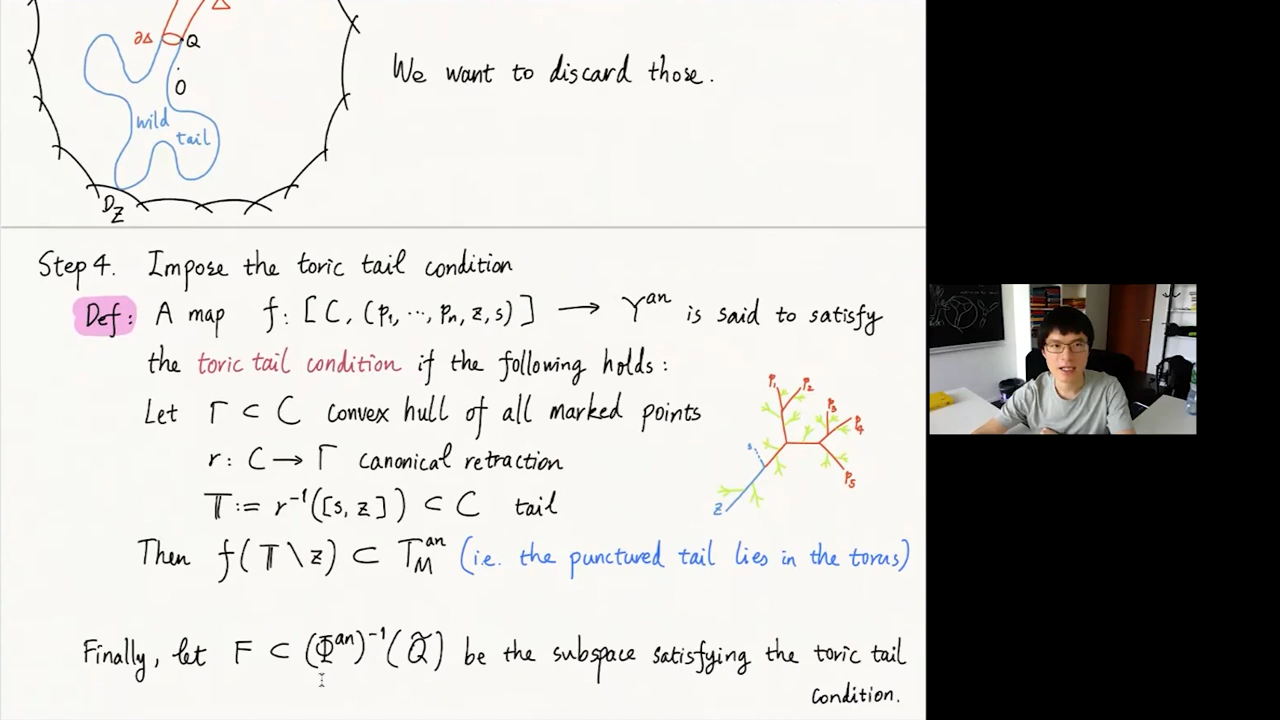 ∂Δ
Δ
Q
O
wild
tail
D_Z
We want to discard those.
Step 4. Impose the toric tail condition
Def: A map f: [C, (p₁, ⋯, pₙ, z, s)] ⟶ Y^an is said to satisfy
the toric tail condition if the following holds:
Let Γ ⊂ C convex hull of all marked points
r: C → Γ canonical retraction
𝕋 := r⁻¹([s, z]) ⊂ C tail
p₁ p₂
p₃
p₄
s
p₅
z
Then f(𝕋 \ z) ⊂ T_M^an (i.e. the punctured tail lies in the torus)
Finally, let F ⊂ (Φ^an)⁻¹(Q̃) be the subspace satisfying the toric tail
condition.